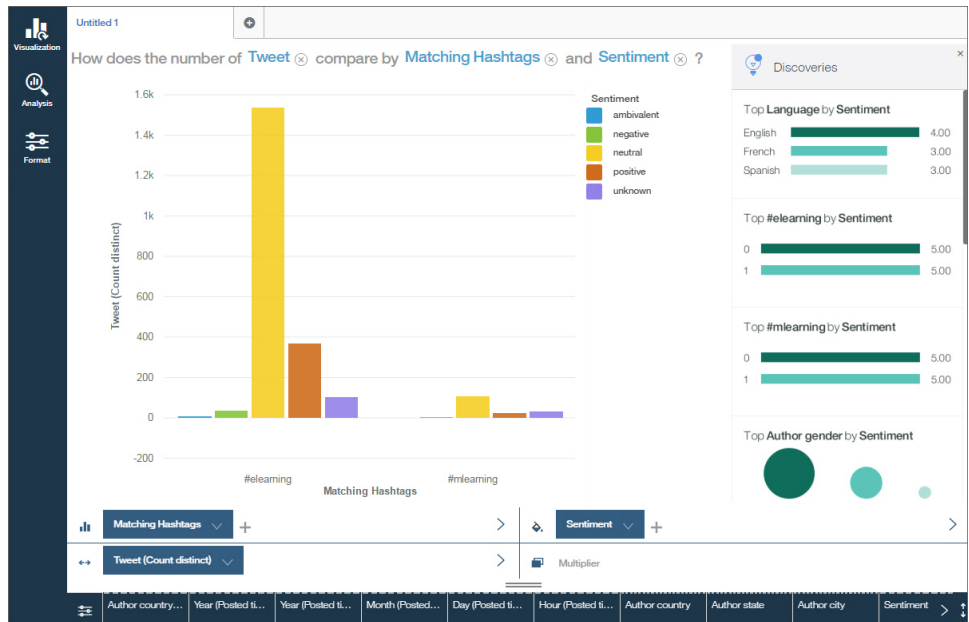 Untitled 1
Visualization
Analysis
Format
How does the number of Tweet compare by Matching Hashtags and Sentiment ?
1.6k
1.4k
1.2k
1k
800
600
400
200
0
-200
Tweet (Count distinct)
#elearning
#mlearning
Matching Hashtags
Sentiment
ambivalent
negative
neutral
positive
unknown
Discoveries
Top Language by Sentiment
English 4.00
French 3.00
Spanish 3.00
Top #elearning by Sentiment
0 5.00
1 5.00
Top #mlearning by Sentiment
0 5.00
1 5.00
Top Author gender by Sentiment
Matching Hashtags
Sentiment
Tweet (Count distinct)
Multiplier
Author country...
Year (Posted ti...
Year (Posted ti...
Month (Posted...
Day (Posted ti...
Hour (Posted ti...
Author country
Author state
Author city
Sentiment